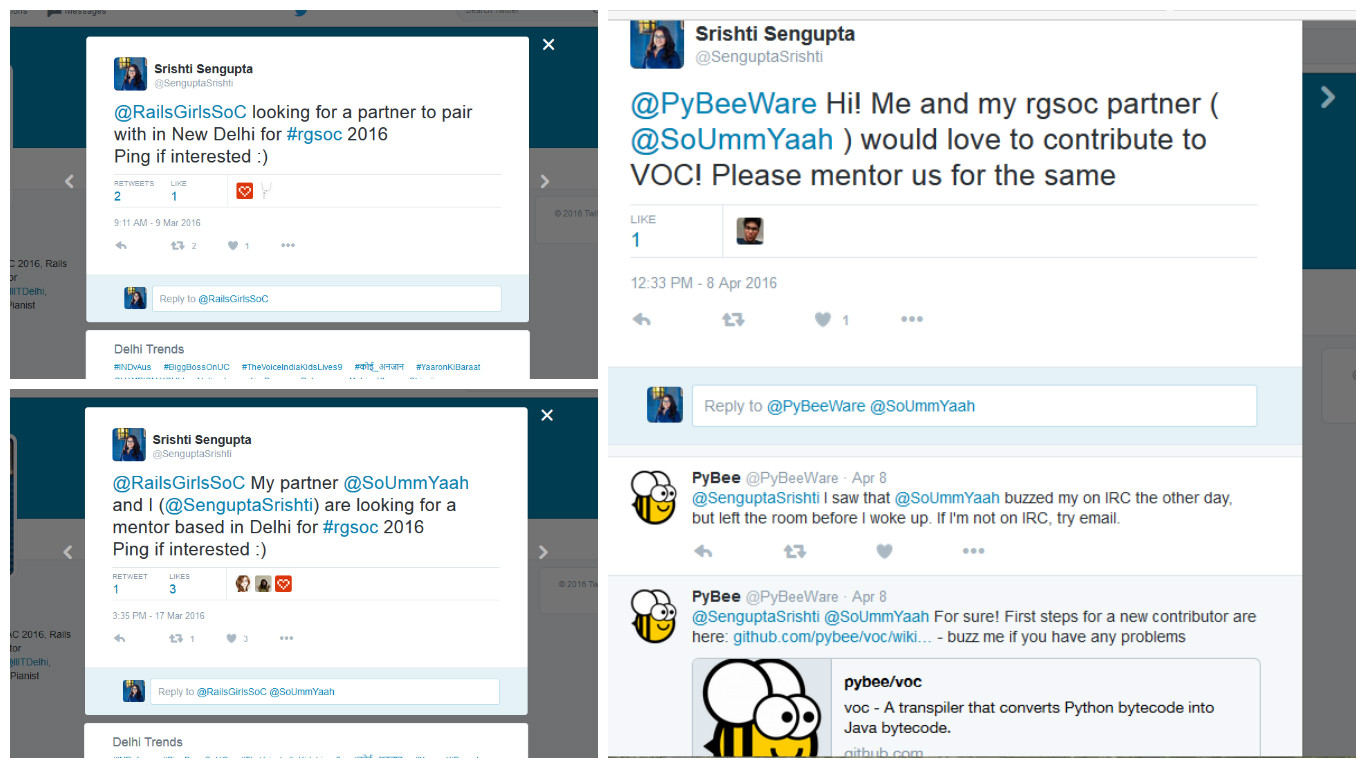 Messages
Search Twitter
Srishti Sengupta
@SenguptaSrishti
@RailsGirlsSoC looking for a partner to pair
with in New Delhi for #rgsoc 2016
Ping if interested :)
RETWEETS LIKE
2 1
9:11 AM - 9 Mar 2016
2 1
Reply to @RailsGirlsSoC
Delhi Trends
#INDvAus #BiggBossOnUC #TheVoiceIndiaKidsLives9 #कोई_अनजान #YaaronKiBaraat
© 2016 Twi
C 2016, Rails
or
IIITDelhi,
Pianist
Srishti Sengupta
@SenguptaSrishti
@RailsGirlsSoC My partner @SoUmmYaah
and I (@SenguptaSrishti) are looking for a
mentor based in Delhi for #rgsoc 2016
Ping if interested :)
RETWEET LIKES
1 3
3:35 PM - 17 Mar 2016
1 3
Reply to @RailsGirlsSoC @SoUmmYaah
Delhi Trends
© 2016 Twi
C 2016, Rails
tor
@IIITDelhi,
Pianist
Srishti Sengupta
@SenguptaSrishti
@PyBeeWare Hi! Me and my rgsoc partner (
@SoUmmYaah ) would love to contribute to
VOC! Please mentor us for the same
LIKE
1
12:33 PM - 8 Apr 2016
1
Reply to @PyBeeWare @SoUmmYaah
PyBee @PyBeeWare · Apr 8
@SenguptaSrishti I saw that @SoUmmYaah buzzed my on IRC the other day,
but left the room before I woke up. If I'm not on IRC, try email.
PyBee @PyBeeWare · Apr 8
@SenguptaSrishti @SoUmmYaah For sure! First steps for a new contributor are
here: github.com/pybee/voc/wiki… - buzz me if you have any problems
pybee/voc
voc - A transpiler that converts Python bytecode into
Java bytecode.
github.com